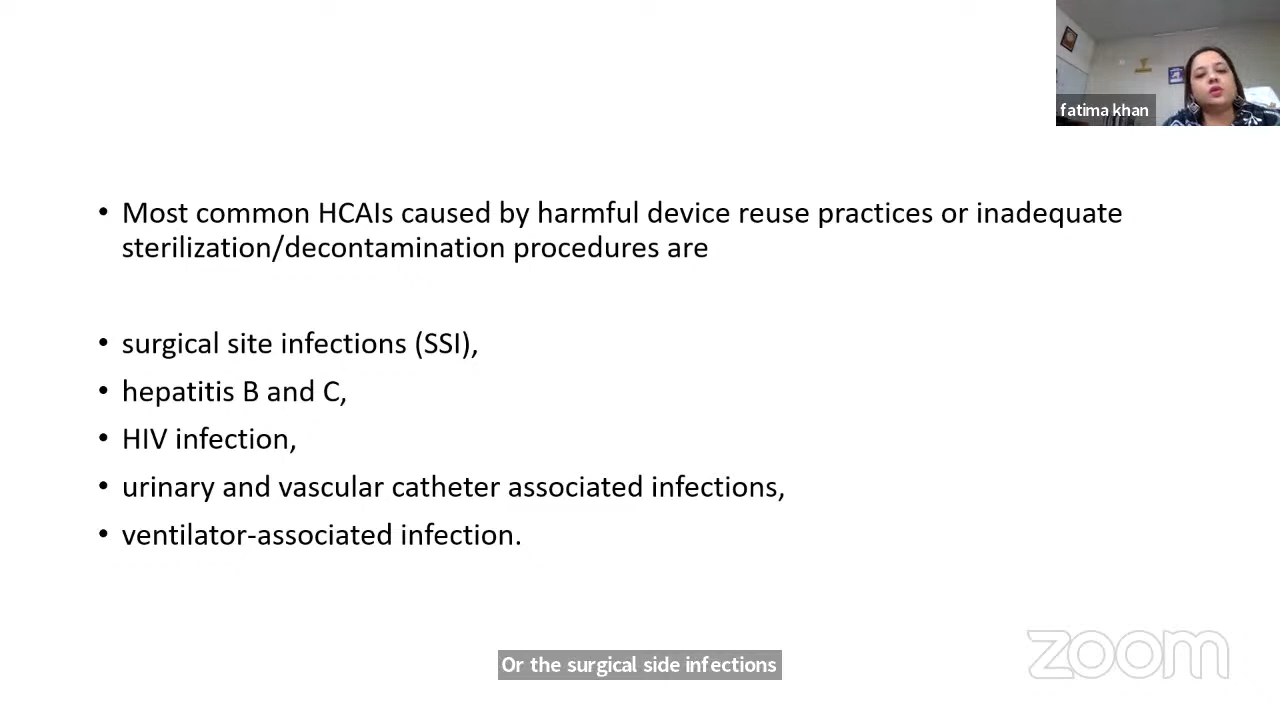 fatima khan
• Most common HCAIs caused by harmful device reuse practices or inadequate
sterilization/decontamination procedures are
• surgical site infections (SSI),
• hepatitis B and C,
• HIV infection,
• urinary and vascular catheter associated infections,
• ventilator-associated infection.
Or the surgical side infections
zoom